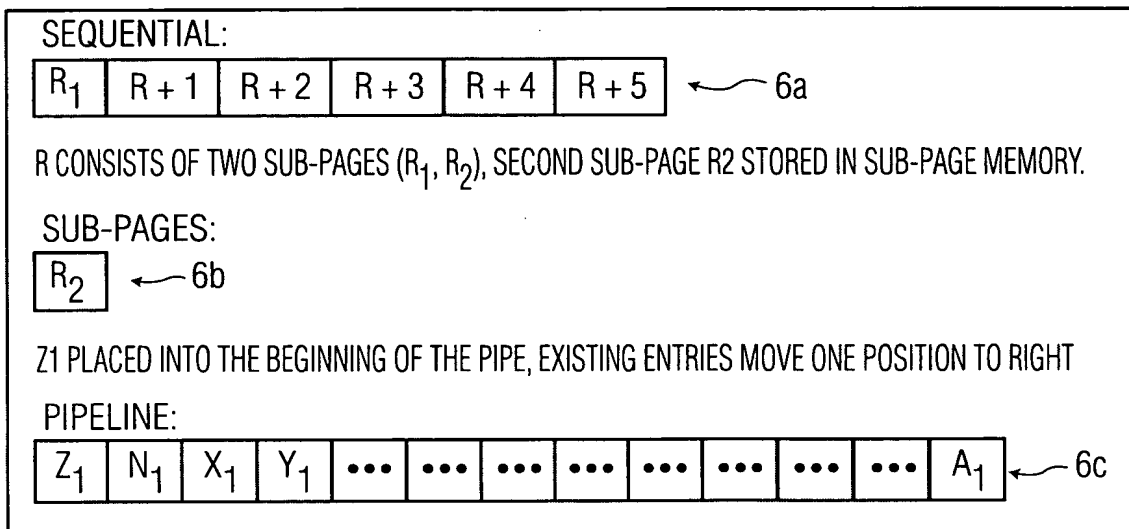 SEQUENTIAL:
R₁ R + 1 R + 2 R + 3 R + 4 R + 5 6a
R CONSISTS OF TWO SUB-PAGES (R₁, R₂), SECOND SUB-PAGE R2 STORED IN SUB-PAGE MEMORY.
SUB-PAGES:
R₂ 6b
Z1 PLACED INTO THE BEGINNING OF THE PIPE, EXISTING ENTRIES MOVE ONE POSITION TO RIGHT
PIPELINE:
Z₁ N₁ X₁ Y₁ ••• ••• ••• ••• ••• ••• ••• ••• A₁ 6c